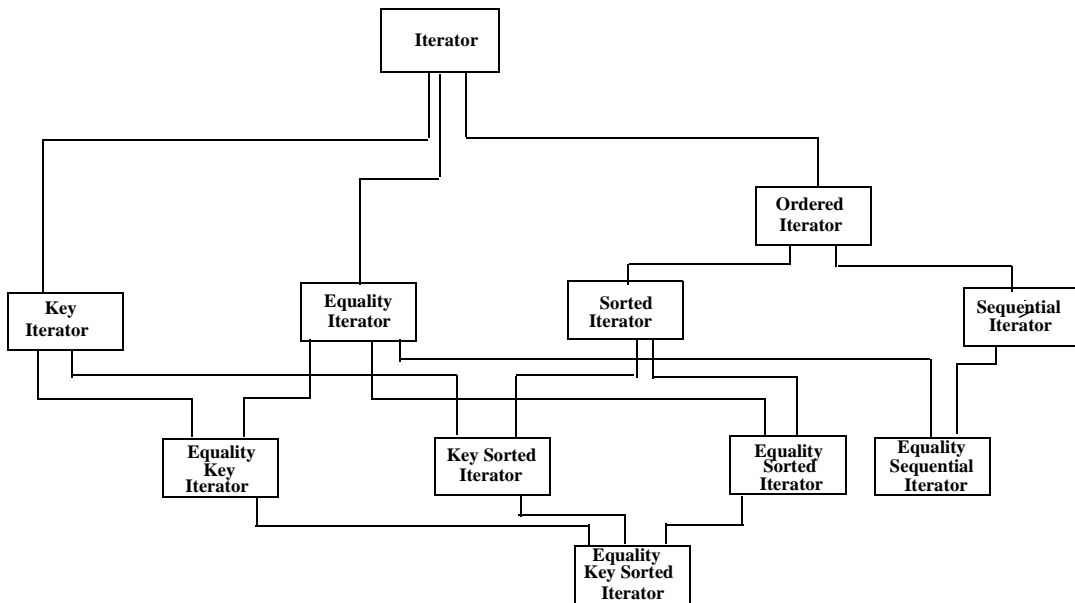 Iterator
Ordered
Iterator
Key
Iterator
Equality
Iterator
Sorted
Iterator
Sequential
Iterator
Equality
Key
Iterator
Key Sorted
Iterator
Equality
Sorted
Iterator
Equality
Sequential
Iterator
Equality
Key Sorted
Iterator